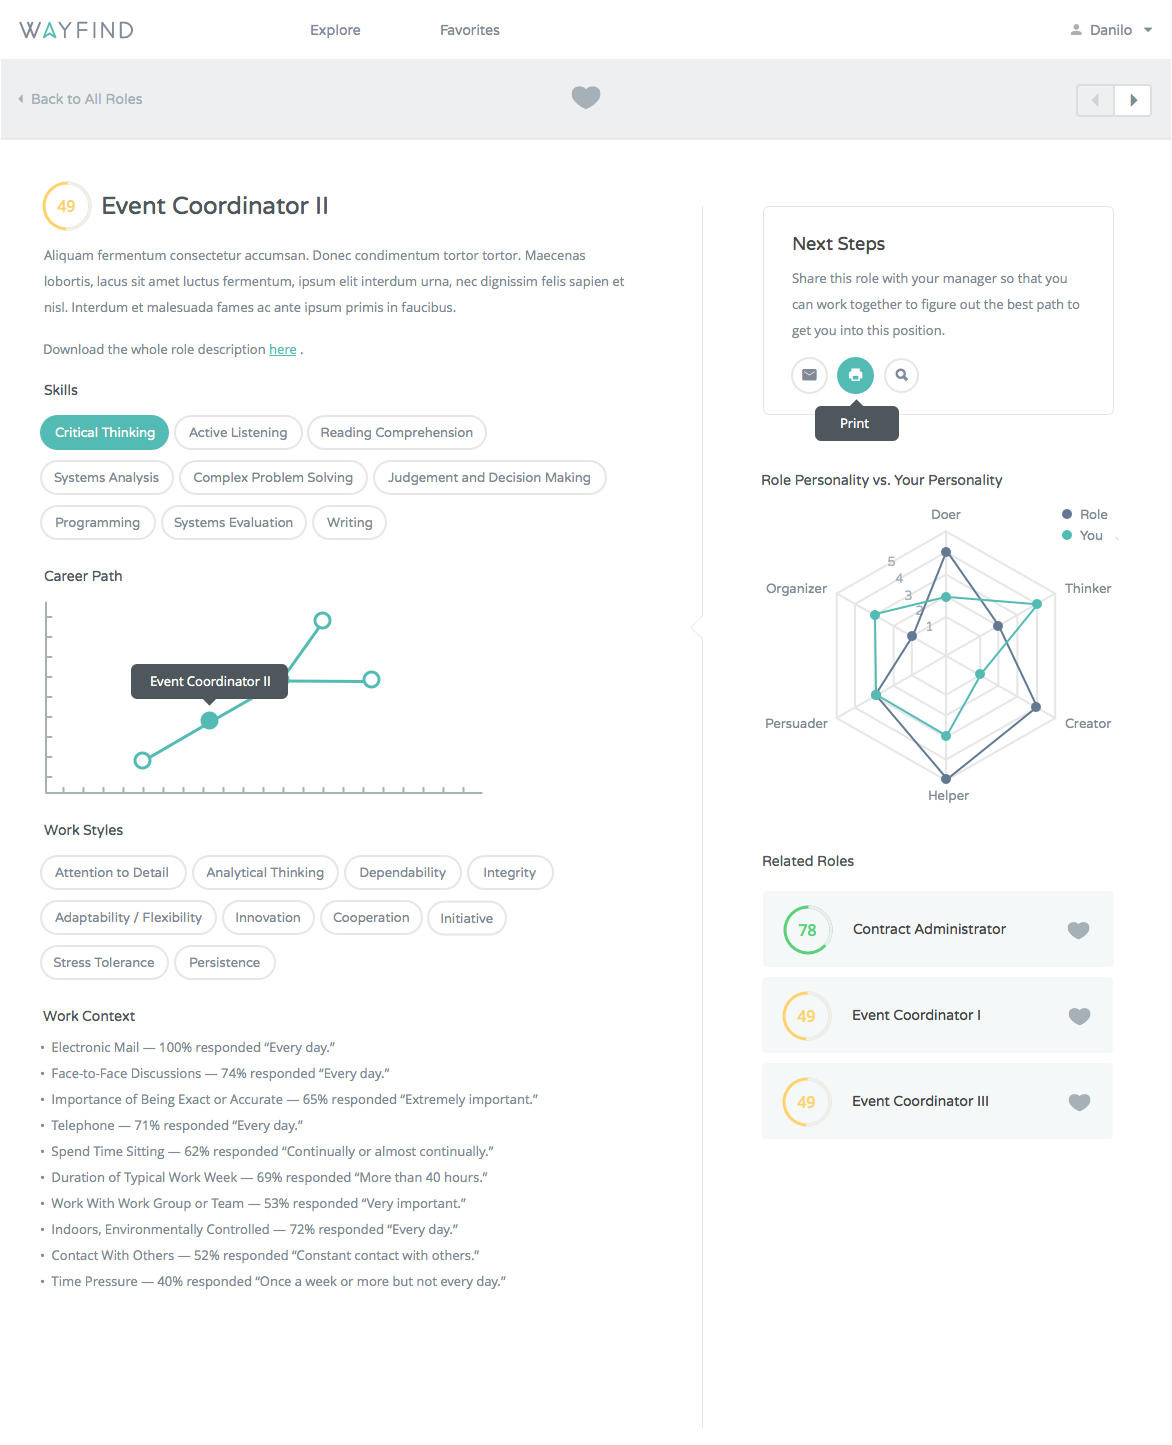 WAYFIND
Explore
Favorites
Danilo
Back to All Roles
49
Event Coordinator II
Aliquam fermentum consectetur accumsan. Donec condimentum tortor tortor. Maecenas
lobortis, lacus sit amet luctus fermentum, ipsum elit interdum urna, nec dignissim felis sapien et
nisl. Interdum et malesuada fames ac ante ipsum primis in faucibus.
Download the whole role description here .
Skills
Critical Thinking
Active Listening
Reading Comprehension
Systems Analysis
Complex Problem Solving
Judgement and Decision Making
Programming
Systems Evaluation
Writing
Career Path
Event Coordinator II
Work Styles
Attention to Detail
Analytical Thinking
Dependability
Integrity
Adaptability / Flexibility
Innovation
Cooperation
Initiative
Stress Tolerance
Persistence
Work Context
• Electronic Mail — 100% responded “Every day.”
• Face-to-Face Discussions — 74% responded “Every day.”
• Importance of Being Exact or Accurate — 65% responded “Extremely important.”
• Telephone — 71% responded “Every day.”
• Spend Time Sitting — 62% responded “Continually or almost continually.”
• Duration of Typical Work Week — 69% responded “More than 40 hours.”
• Work With Work Group or Team — 53% responded “Very important.”
• Indoors, Environmentally Controlled — 72% responded “Every day.”
• Contact With Others — 52% responded “Constant contact with others.”
• Time Pressure — 40% responded “Once a week or more but not every day.”
Next Steps
Share this role with your manager so that you
can work together to figure out the best path to
get you into this position.
Print
Role Personality vs. Your Personality
Doer
Role
You
5
4
3
2
1
Organizer
Thinker
Persuader
Creator
Helper
Related Roles
78
Contract Administrator
49
Event Coordinator I
49
Event Coordinator III